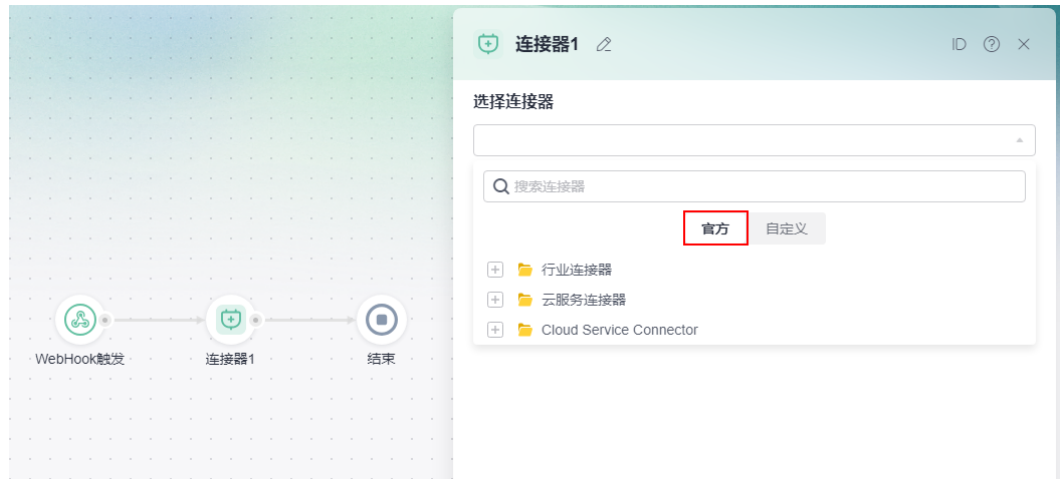 连接器1
ID
选择连接器
搜索连接器
官方 自定义
行业连接器
云服务连接器
Cloud Service Connector
WebHook触发 连接器1 结束